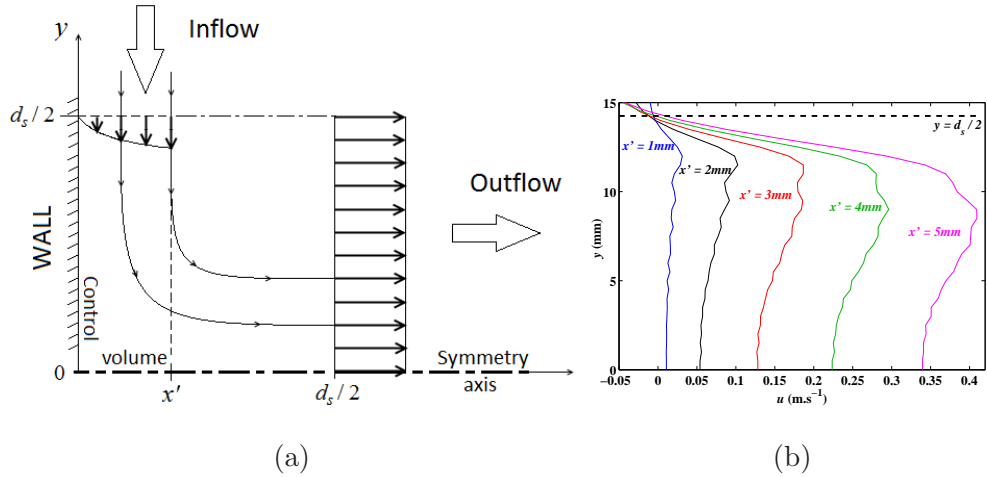 y
Inflow
d_s / 2
WALL
Control
volume
Outflow
Symmetry
axis
0
x'
d_s / 2
(a)
15
10
5
0
y (mm)
y = d_s / 2
x' = 1mm
x' = 2mm
x' = 3mm
x' = 4mm
x' = 5mm
−0.05 0 0.05 0.1 0.15 0.2 0.25 0.3 0.35 0.4
u (m.s⁻¹)
(b)